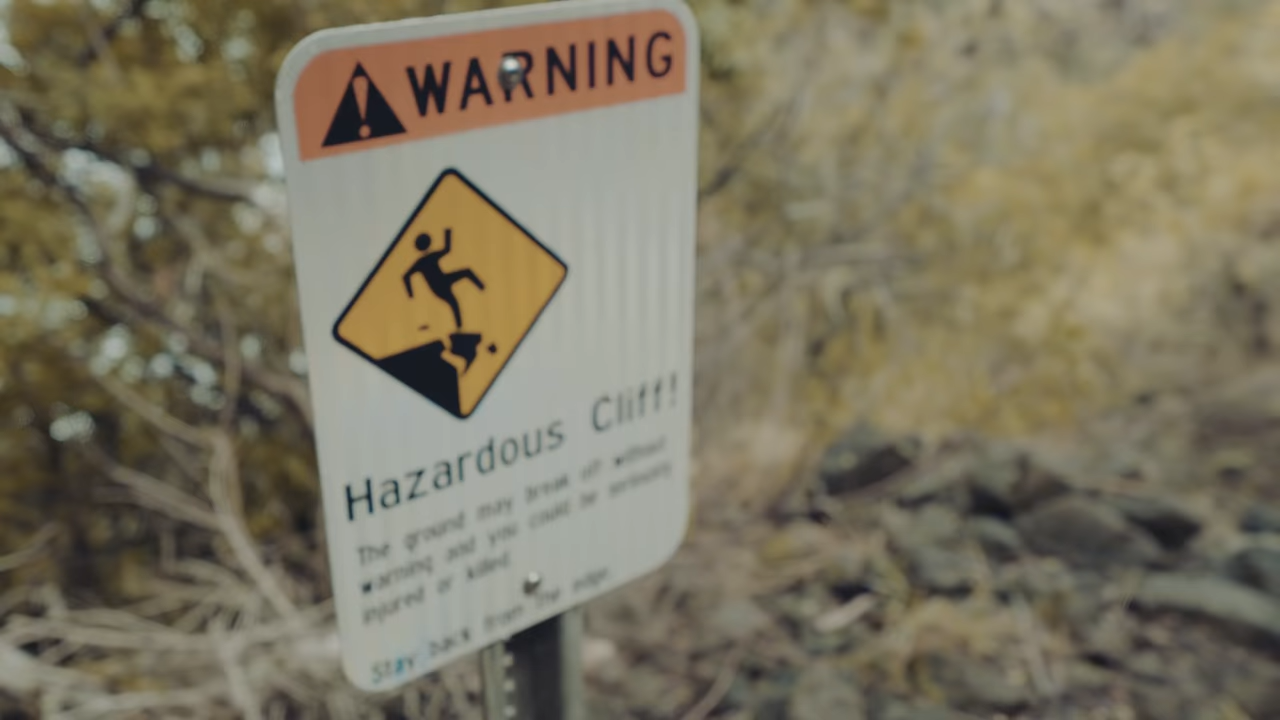 WARNING
Hazardous Cliff!
The ground may break off without
warning and you could be seriously
injured or killed.
Stay back from the edge.